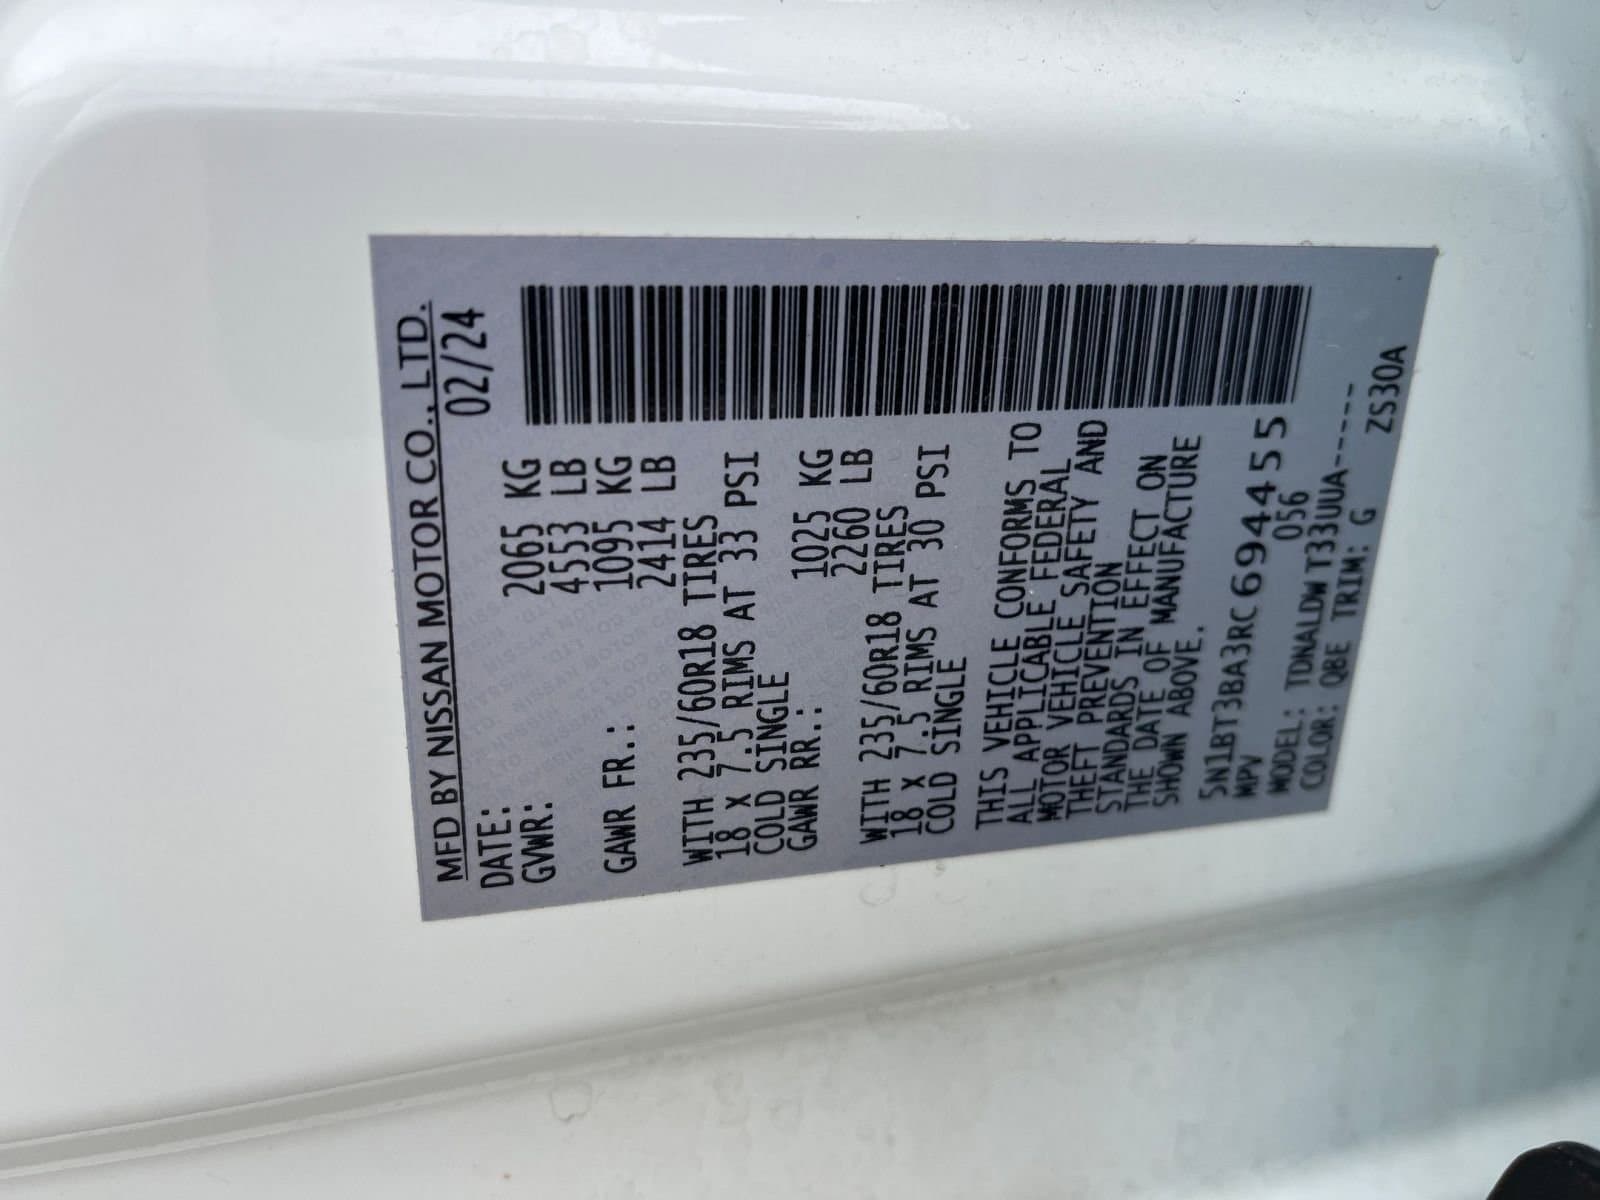 MFD BY NISSAN MOTOR CO., LTD.
DATE: 02/24
GVWR: 2065 KG
4553 LB
GAWR FR.: 1095 KG
2414 LB
WITH 235/60R18 TIRES
18 X 7.5 RIMS AT 33 PSI
COLD SINGLE
GAWR RR.: 1025 KG
2260 LB
WITH 235/60R18 TIRES
18 X 7.5 RIMS AT 30 PSI
COLD SINGLE
THIS VEHICLE CONFORMS TO
ALL APPLICABLE FEDERAL
MOTOR VEHICLE SAFETY AND
THEFT PREVENTION
STANDARDS IN EFFECT ON
THE DATE OF MANUFACTURE
SHOWN ABOVE.
5N1BT3BA3RC694455
MPV 056
MODEL: TDNALDW T33UUA-----
COLOR: QBE TRIM: G ZS30A